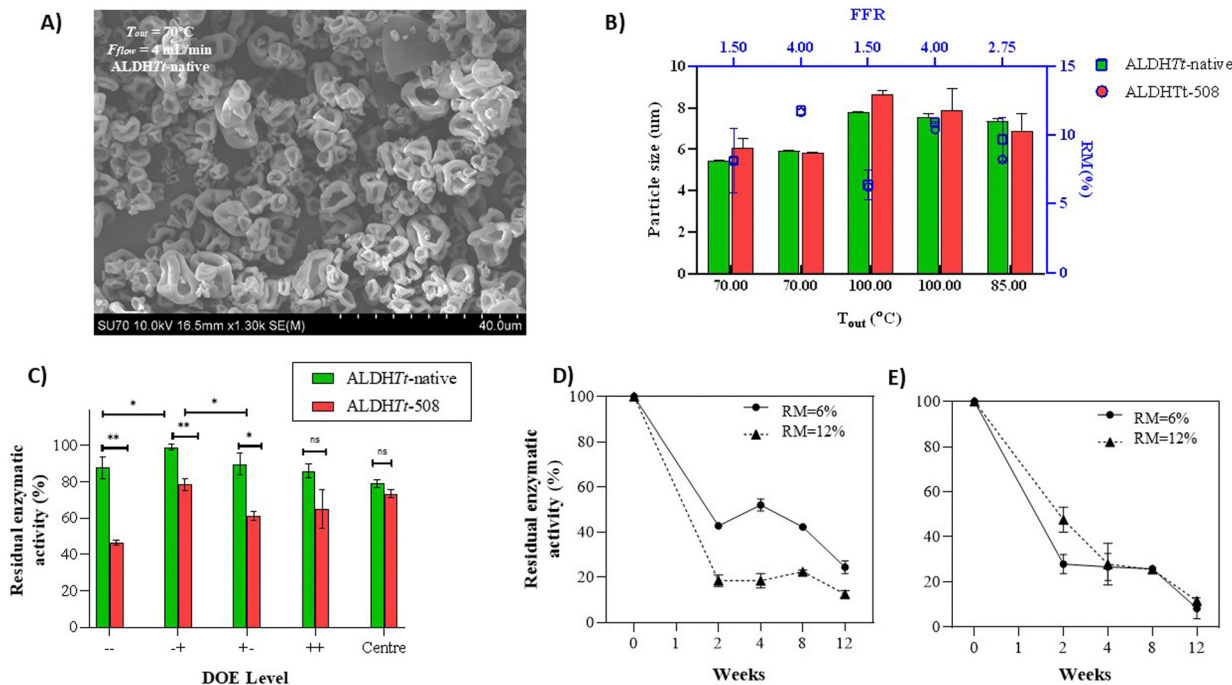 A)
Tout = 70°C
Fflow = 4 mL/min
ALDHTt-native
SU70 10.0kV 16.5mm x1.30k SE(M)
40.0um
B)
FFR
1.50 4.00 1.50 4.00 2.75
ALDHTt-native
ALDHTt-508
Particle size (um)
10
8
6
4
2
0
15
10
5
0
RM(%)
70.00 70.00 100.00 100.00 85.00
Tout (°C)
C)
ALDHTt-native
ALDHTt-508
Residual enzymatic
activity (%)
100
80
60
40
20
0
* *
** ** * ns ns
-- -+ +- ++ Centre
DOE Level
D)
RM=6%
RM=12%
Residual enzymatic
activity (%)
100
80
60
40
20
0
0 1 2 4 8 12
Weeks
E)
RM=6%
RM=12%
100
80
60
40
20
0
0 1 2 4 8 12
Weeks